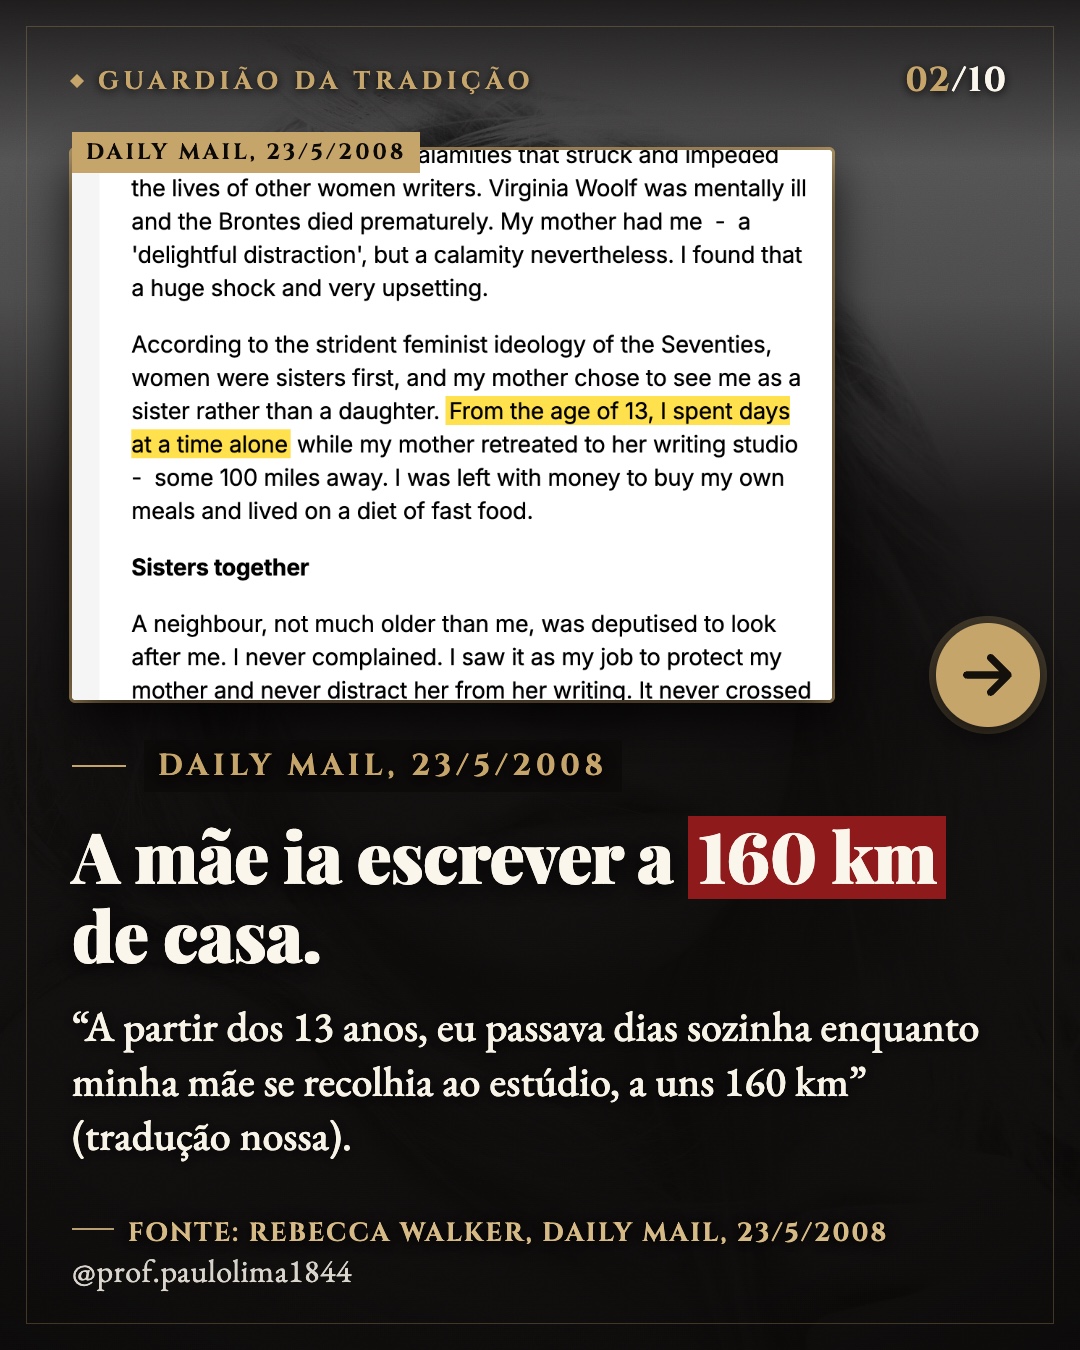 GUARDIÃO DA TRADIÇÃO
02/10
DAILY MAIL, 23/5/2008
alamities that struck and impeded
the lives of other women writers. Virginia Woolf was mentally ill
and the Brontes died prematurely. My mother had me - a
'delightful distraction', but a calamity nevertheless. I found that
a huge shock and very upsetting.
According to the strident feminist ideology of the Seventies,
women were sisters first, and my mother chose to see me as a
sister rather than a daughter. From the age of 13, I spent days
at a time alone while my mother retreated to her writing studio
- some 100 miles away. I was left with money to buy my own
meals and lived on a diet of fast food.
Sisters together
A neighbour, not much older than me, was deputised to look
after me. I never complained. I saw it as my job to protect my
mother and never distract her from her writing. It never crossed
DAILY MAIL, 23/5/2008
A mãe ia escrever a 160 km
de casa.
“A partir dos 13 anos, eu passava dias sozinha enquanto
minha mãe se recolhia ao estúdio, a uns 160 km”
(tradução nossa).
FONTE: REBECCA WALKER, DAILY MAIL, 23/5/2008
@prof.paulolima1844